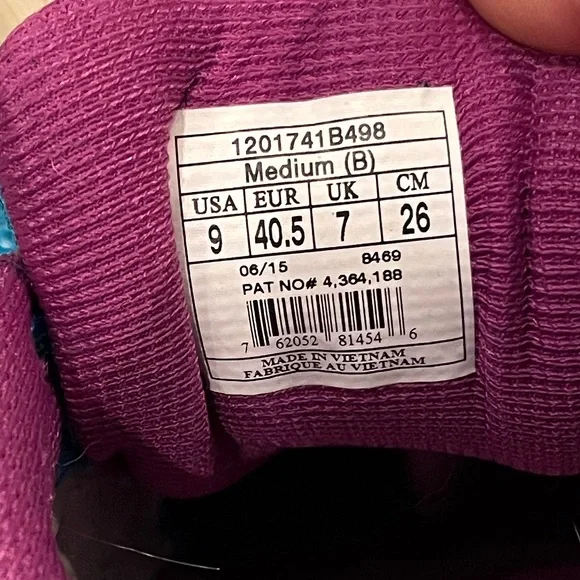 1201741B498
Medium (B)
USA EUR UK CM
9 40.5 7 26
06/15 8469
PAT NO# 4,364,188
7 62052 81454 6
MADE IN VIETNAM
FABRIQUE AU VIETNAM